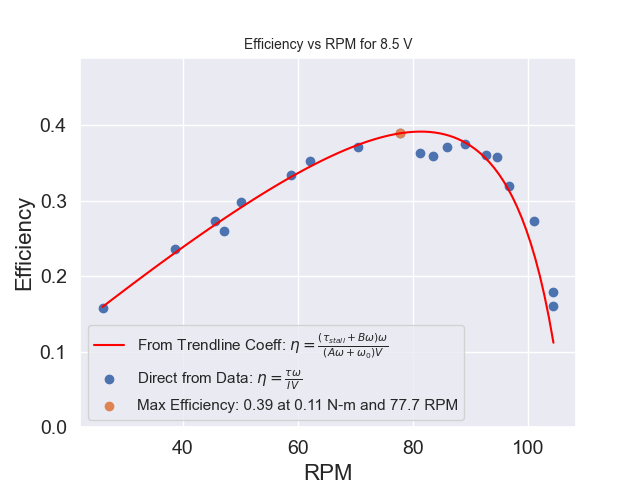 Efficiency vs RPM for 8.5 V
Efficiency
0.4
0.3
0.2
0.1
0.0
From Trendline Coeff: η = (τ_stall + Bω)ω / (Aω + ω₀)V
Direct from Data: η = τω / IV
Max Efficiency: 0.39 at 0.11 N-m and 77.7 RPM
40 60 80 100
RPM